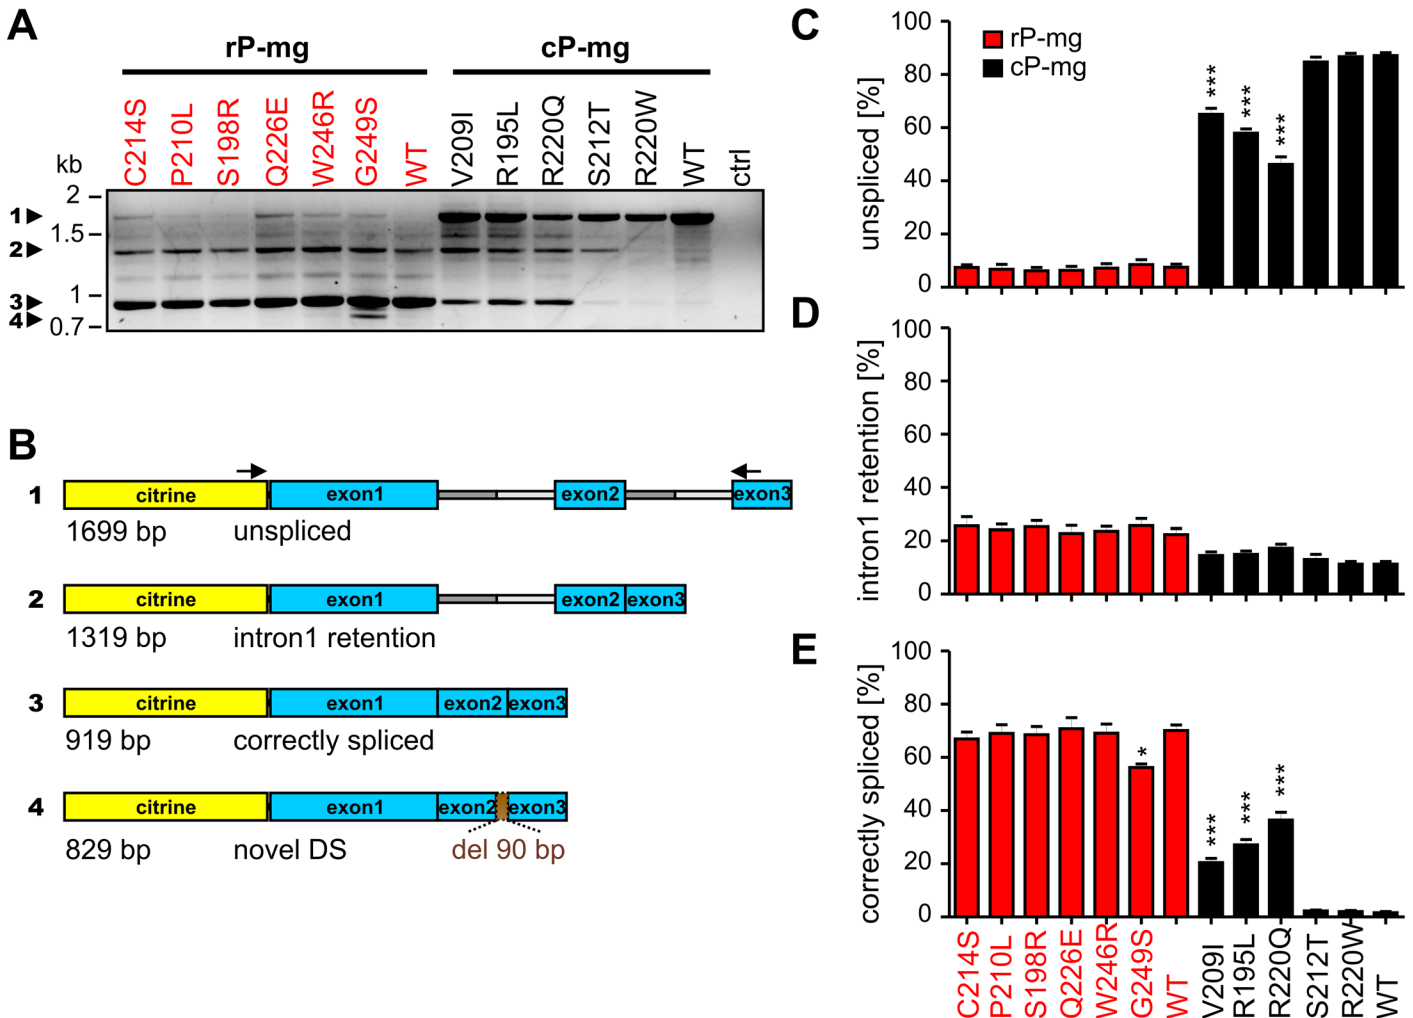 A
rP-mg
cP-mg
C214S
P210L
S198R
Q226E
W246R
G249S
WT
V209I
R195L
R220Q
S212T
R220W
WT
ctrl
kb
2
1.5
1
0.7
1
2
3
4
B
1
citrine
exon1
exon2
exon3
1699 bp unspliced
2
citrine
exon1
exon2
exon3
1319 bp intron1 retention
3
citrine
exon1
exon2
exon3
919 bp correctly spliced
4
citrine
exon1
exon2
exon3
829 bp novel DS del 90 bp
C
unspliced [%]
100
80
60
40
20
0
rP-mg
cP-mg
***
***
***
D
intron1 retention [%]
100
80
60
40
20
0
E
correctly spliced [%]
100
80
60
40
20
0
*
***
***
***
C214S
P210L
S198R
Q226E
W246R
G249S
WT
V209I
R195L
R220Q
S212T
R220W
WT